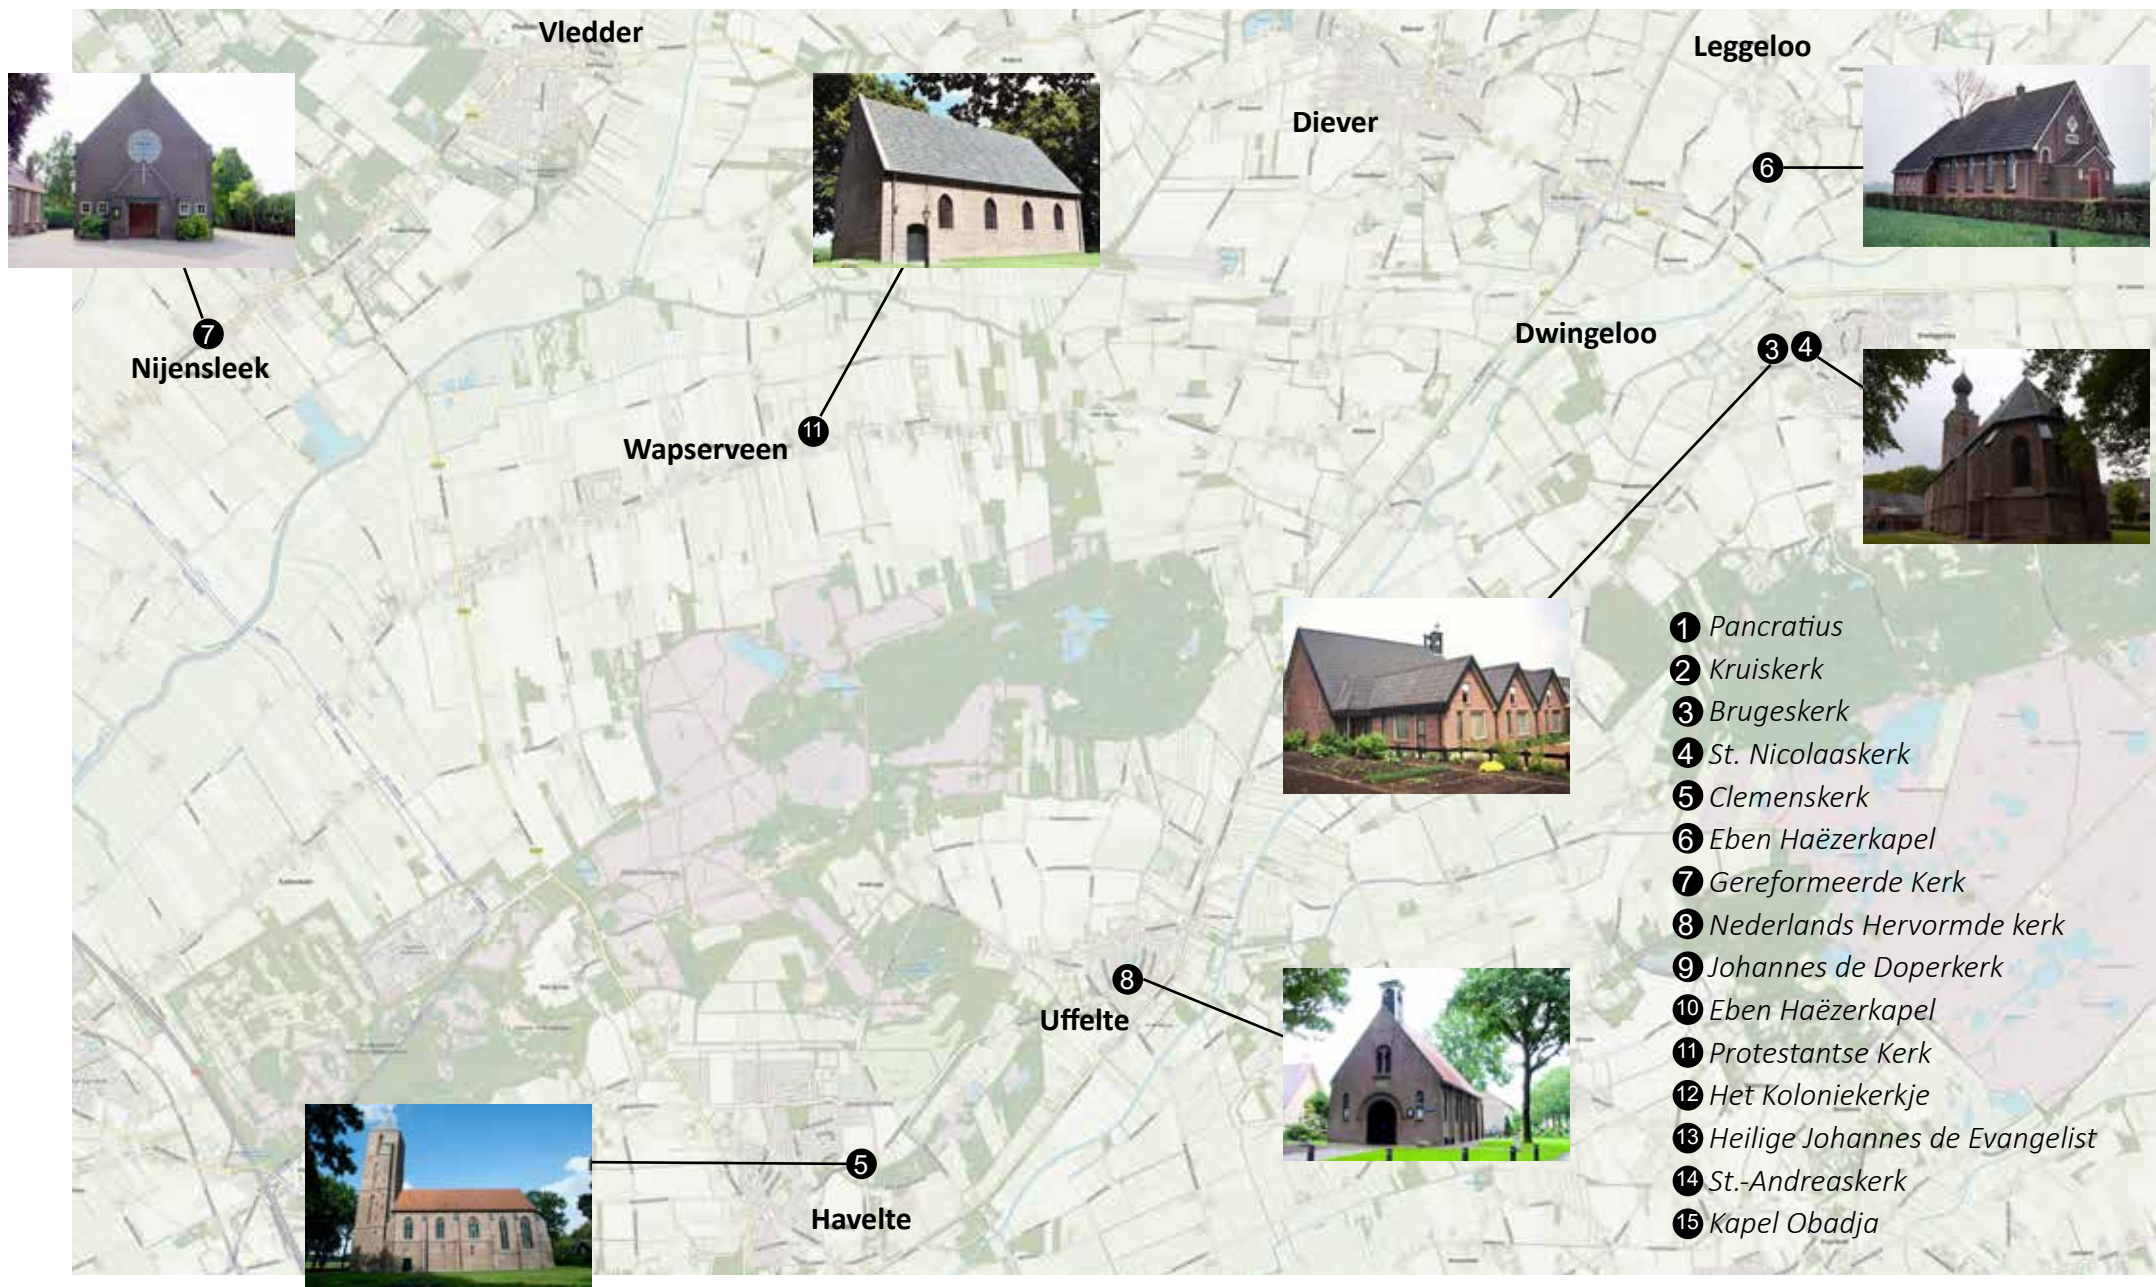 Vledder
Leggeloo
Diever
6
Dwingeloo
7
3 4
Nijensleek
11
Wapserveen
8
Uffelte
5
Havelte
1 Pancratius
2 Kruiskerk
3 Brugeskerk
4 St. Nicolaaskerk
5 Clemenskerk
6 Eben Haëzerkapel
7 Gereformeerde Kerk
8 Nederlands Hervormde kerk
9 Johannes de Doperkerk
10 Eben Haëzerkapel
11 Protestantse Kerk
12 Het Koloniekerkje
13 Heilige Johannes de Evangelist
14 St.-Andreaskerk
15 Kapel Obadja